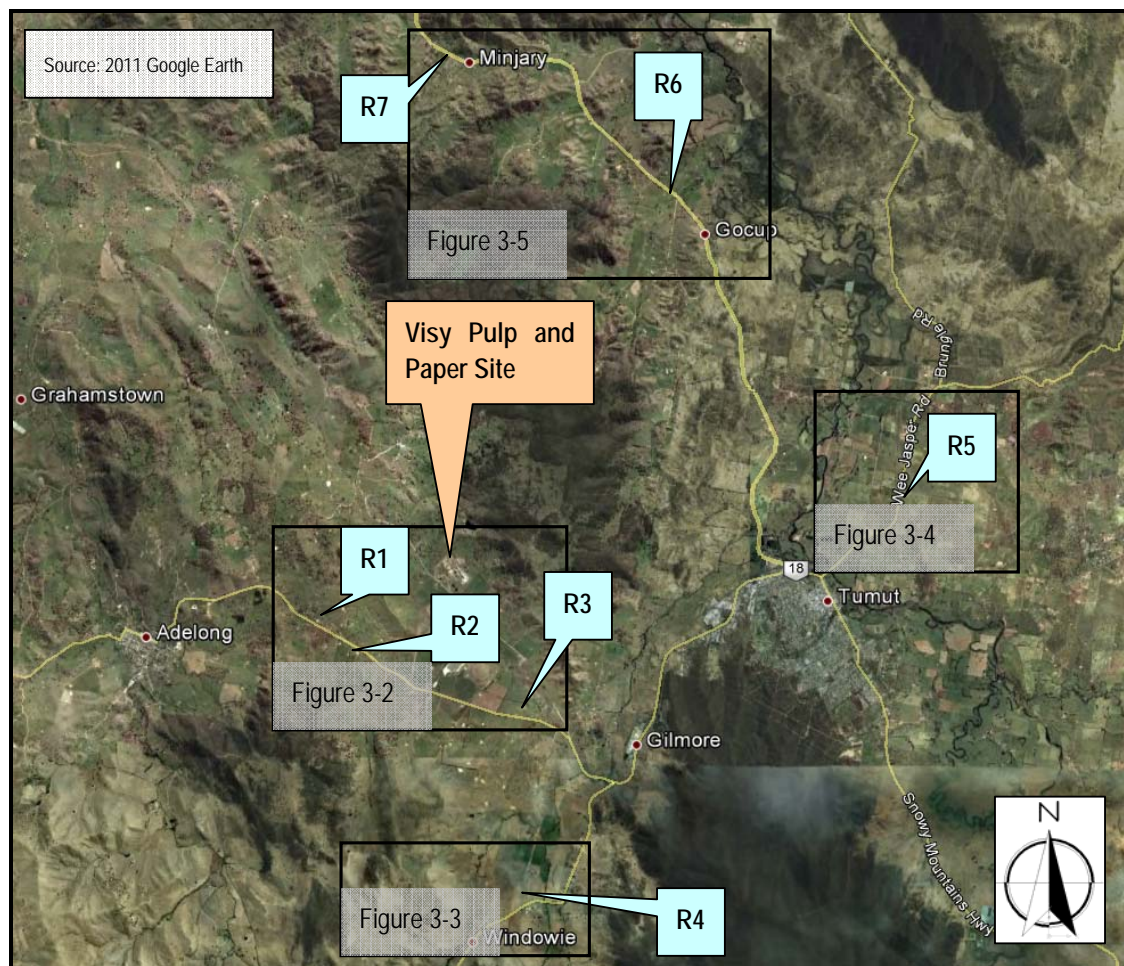 Source: 2011 Google Earth
Minjary
R7
R6
Gocup
Figure 3-5
Visy Pulp and
Paper Site
Grahamstown
Brungle Rd
Wee Jasper Rd
R5
Figure 3-4
18
Tumut
R1
R2
R3
Adelong
Figure 3-2
Gilmore
Snowy Mountains Hwy
N
Figure 3-3
R4
Windowie